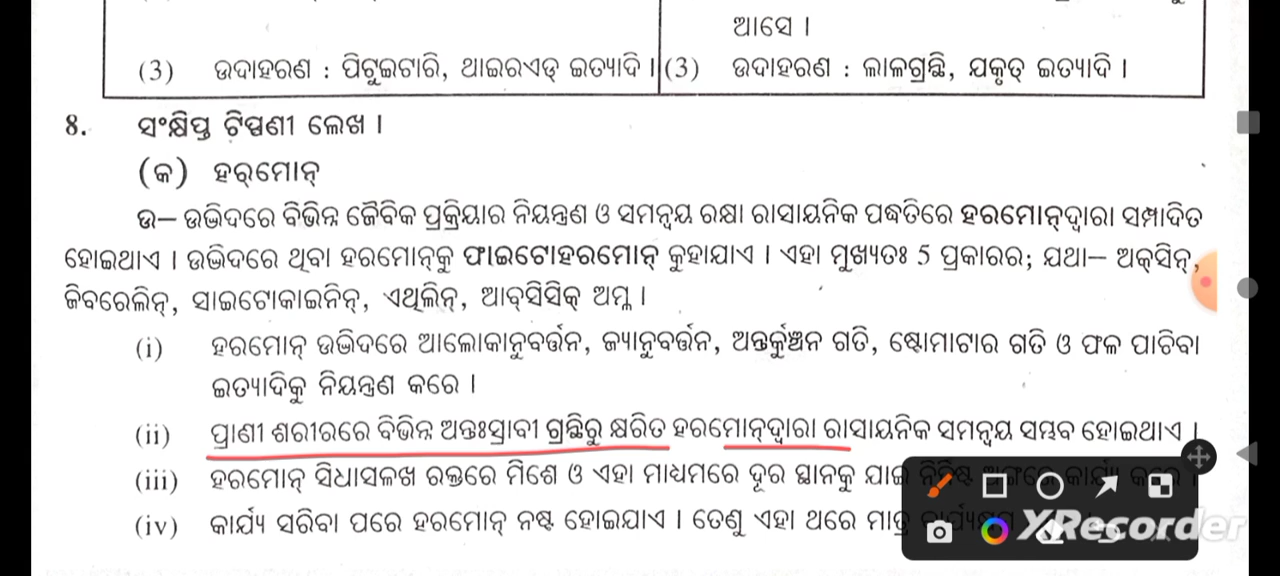 ଆସେ ।
(3) ଉଦାହରଣ : ପିଟୁଇଟାରି, ଥାଇରଏଡ୍ ଇତ୍ୟାଦି । (3) ଉଦାହରଣ : ଲାଳଗ୍ରନ୍ଥି, ଯକୃତ୍ ଇତ୍ୟାଦି ।
8. ସଂକ୍ଷିପ୍ତ ଟିପ୍ପଣୀ ଲେଖ ।
(କ) ହର୍ମୋନ୍
ଉ– ଉଦ୍ଭିଦରେ ବିଭିନ୍ନ ଜୈବିକ ପ୍ରକ୍ରିୟାର ନିୟନ୍ତ୍ରଣ ଓ ସମନ୍ୱୟ ରକ୍ଷା ରାସାୟନିକ ପଦ୍ଧତିରେ ହରମୋନ୍‌ଦ୍ୱାରା ସମ୍ପାଦିତ
ହୋଇଥାଏ । ଉଦ୍ଭିଦରେ ଥିବା ହରମୋନ୍‌କୁ ଫାଇଟୋହରମୋନ୍ କୁହାଯାଏ । ଏହା ମୁଖ୍ୟତଃ 5 ପ୍ରକାରର; ଯଥା– ଅକ୍‌ସିନ୍,
ଜିବରେଲିନ୍, ସାଇଟୋକାଇନିନ୍, ଏଥିଲିନ୍, ଆବ୍‌ସିସିକ୍ ଅମ୍ଳ ।
(i) ହରମୋନ୍ ଉଦ୍ଭିଦରେ ଆଲୋକାନୁବର୍ତ୍ତନ, ଜ୍ୟାନୁବର୍ତ୍ତନ, ଅନ୍ତର୍କୁଞ୍ଚନ ଗତି, ଷ୍ଟୋମାଟାର ଗତି ଓ ଫଳ ପାଚିବା
ଇତ୍ୟାଦିକୁ ନିୟନ୍ତ୍ରଣ କରେ ।
(ii) ପ୍ରାଣୀ ଶରୀରରେ ବିଭିନ୍ନ ଅନ୍ତଃସ୍ରାବୀ ଗ୍ରନ୍ଥିରୁ କ୍ଷରିତ ହରମୋନ୍‌ଦ୍ୱାରା ରାସାୟନିକ ସମନ୍ୱୟ ସମ୍ଭବ ହୋଇଥାଏ ।
(iii) ହରମୋନ୍ ସିଧାସଳଖ ରକ୍ତରେ ମିଶେ ଓ ଏହା ମାଧ୍ୟମରେ ଦୂର ସ୍ଥାନକୁ ଯାଇ
(iv) କାର୍ଯ୍ୟ ସରିବା ପରେ ହରମୋନ୍ ନଷ୍ଟ ହୋଇଯାଏ । ତେଣୁ ଏହା ଥରେ ମାତ୍ର
XRecorder